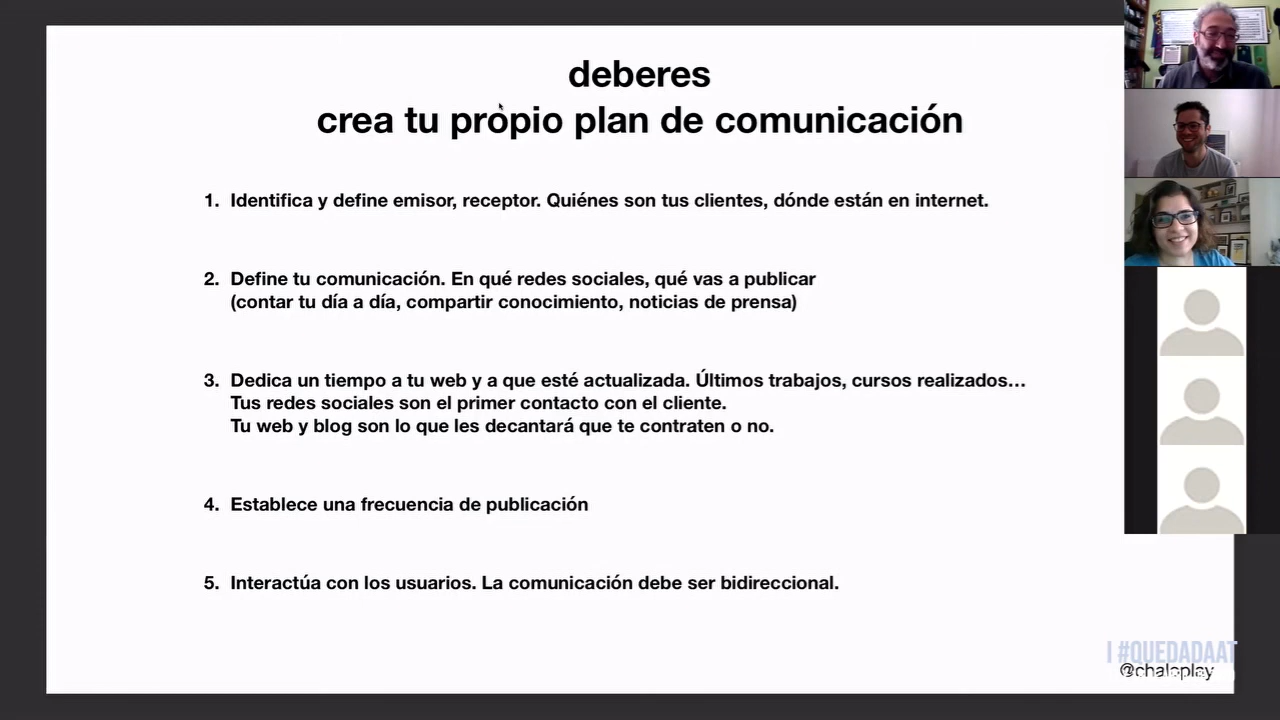 deberes
crea tu propio plan de comunicación
1. Identifica y define emisor, receptor. Quiénes son tus clientes, dónde están en internet.
2. Define tu comunicación. En qué redes sociales, qué vas a publicar
(contar tu día a día, compartir conocimiento, noticias de prensa)
3. Dedica un tiempo a tu web y a que esté actualizada. Últimos trabajos, cursos realizados…
Tus redes sociales son el primer contacto con el cliente.
Tu web y blog son lo que les decantará que te contraten o no.
4. Establece una frecuencia de publicación
5. Interactúa con los usuarios. La comunicación debe ser bidireccional.
I #QUEDADAAT